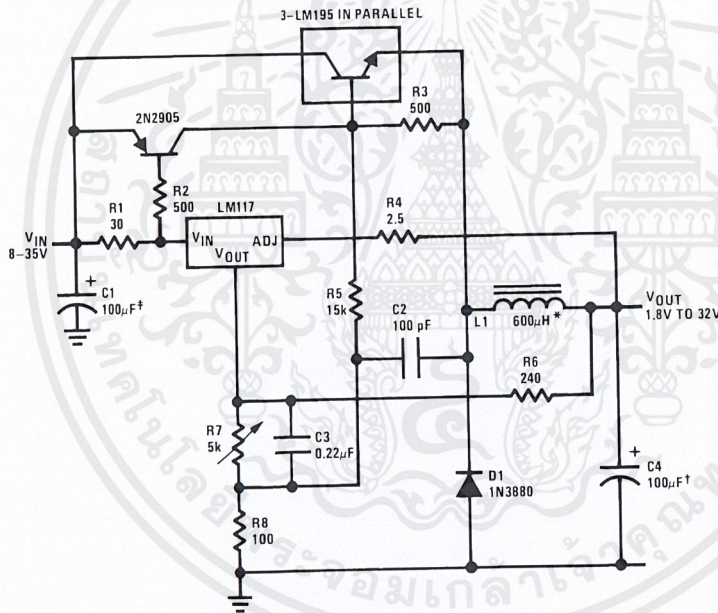 3-LM195 IN PARALLEL
R3
500
2N2905
R2
500
LM117
R4
2.5
R1
30
VIN
8–35V
VIN
ADJ
VOUT
C1
100μF‡
R5
15k
C2
100 pF
L1
600μH*
VOUT
1.8V TO 32V
R6
240
R7
5k
C3
0.22μF
D1
1N3880
C4
100μF†
R8
100